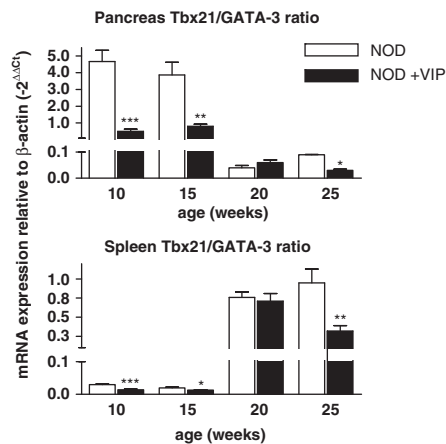 Pancreas Tbx21/GATA-3 ratio
NOD
NOD +VIP
mRNA expression relative to β-actin (-2^ΔΔCt)
5.0
4.0
3.0
2.0
1.0
0.1
0.0
***
**
*
10 15 20 25
age (weeks)
Spleen Tbx21/GATA-3 ratio
1.0
0.8
0.5
0.3
0.1
0.0
***
*
**
10 15 20 25
age (weeks)